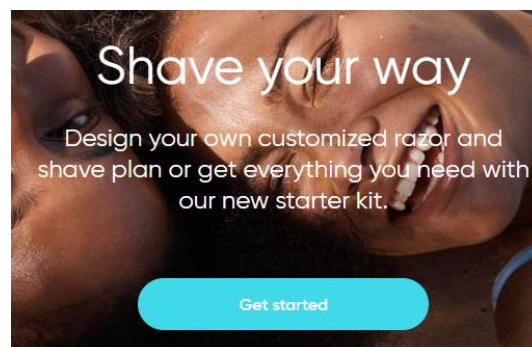 Shave your way
Design your own customized razor and
shave plan or get everything you need with
our new starter kit.
Get started